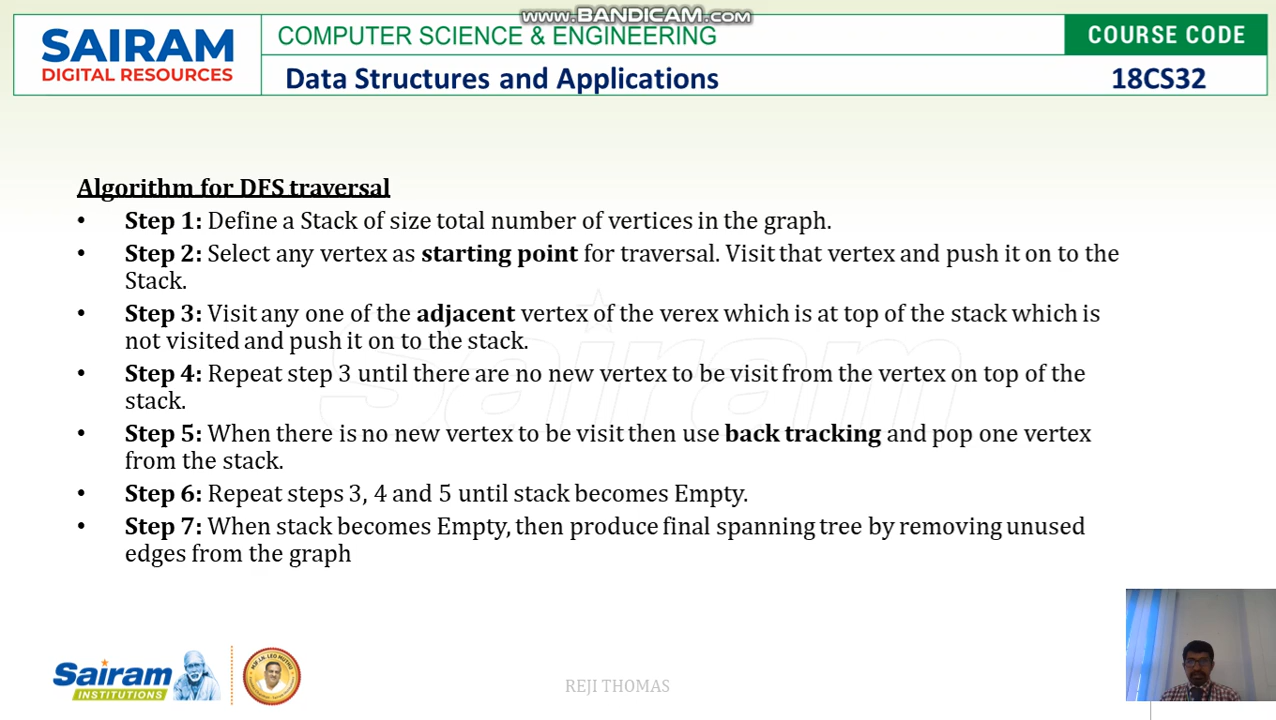 www.BANDICAM.com
SAIRAM
DIGITAL RESOURCES
COMPUTER SCIENCE & ENGINEERING
COURSE CODE
Data Structures and Applications
18CS32
Algorithm for DFS traversal
• Step 1: Define a Stack of size total number of vertices in the graph.
• Step 2: Select any vertex as starting point for traversal. Visit that vertex and push it on to the
Stack.
• Step 3: Visit any one of the adjacent vertex of the verex which is at top of the stack which is
not visited and push it on to the stack.
• Step 4: Repeat step 3 until there are no new vertex to be visit from the vertex on top of the
stack.
• Step 5: When there is no new vertex to be visit then use back tracking and pop one vertex
from the stack.
• Step 6: Repeat steps 3, 4 and 5 until stack becomes Empty.
• Step 7: When stack becomes Empty, then produce final spanning tree by removing unused
edges from the graph
Sairam
Sairam
INSTITUTIONS
MJF. LN. LEO MUTHU
REJI THOMAS